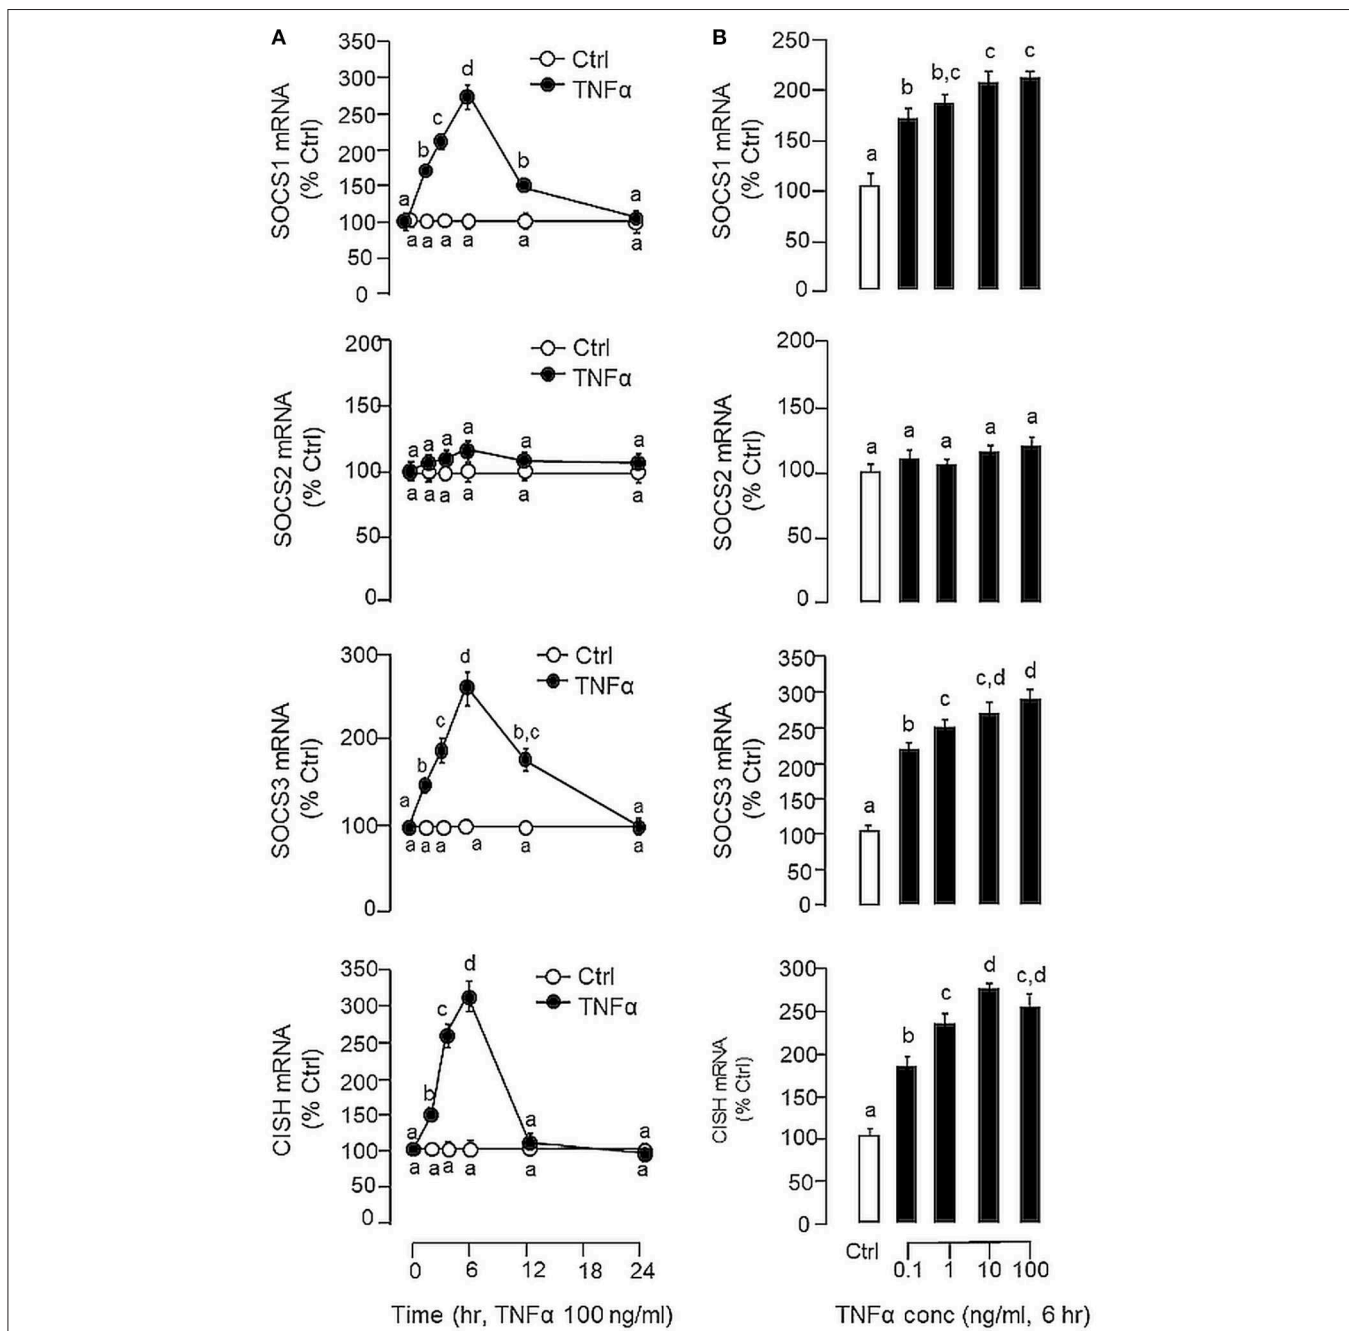 A
SOCS1 mRNA
(% Ctrl)
350
300
250
200
150
100
50
0
Ctrl
TNFα
a b c d b a
a a a a a a
B
SOCS1 mRNA
(% Ctrl)
250
200
150
100
50
0
a b b,c c c
SOCS2 mRNA
(% Ctrl)
200
150
100
50
0
Ctrl
TNFα
a a a a a a
a a a a a a
SOCS2 mRNA
(% Ctrl)
200
150
100
50
0
a a a a a
SOCS3 mRNA
(% Ctrl)
300
200
100
0
Ctrl
TNFα
a b c d b,c a
a a a a a a
SOCS3 mRNA
(% Ctrl)
350
300
250
200
150
100
50
0
a b c c,d d
CISH mRNA
(% Ctrl)
350
300
250
200
150
100
50
0
Ctrl
TNFα
a b c d a a
a a a a a a
0 6 12 18 24
Time (hr, TNFα 100 ng/ml)
CISH mRNA
(% Ctrl)
300
250
200
150
100
50
0
a b c d c,d
Ctrl 0.1 1 10 100
TNFα conc (ng/ml, 6 hr)